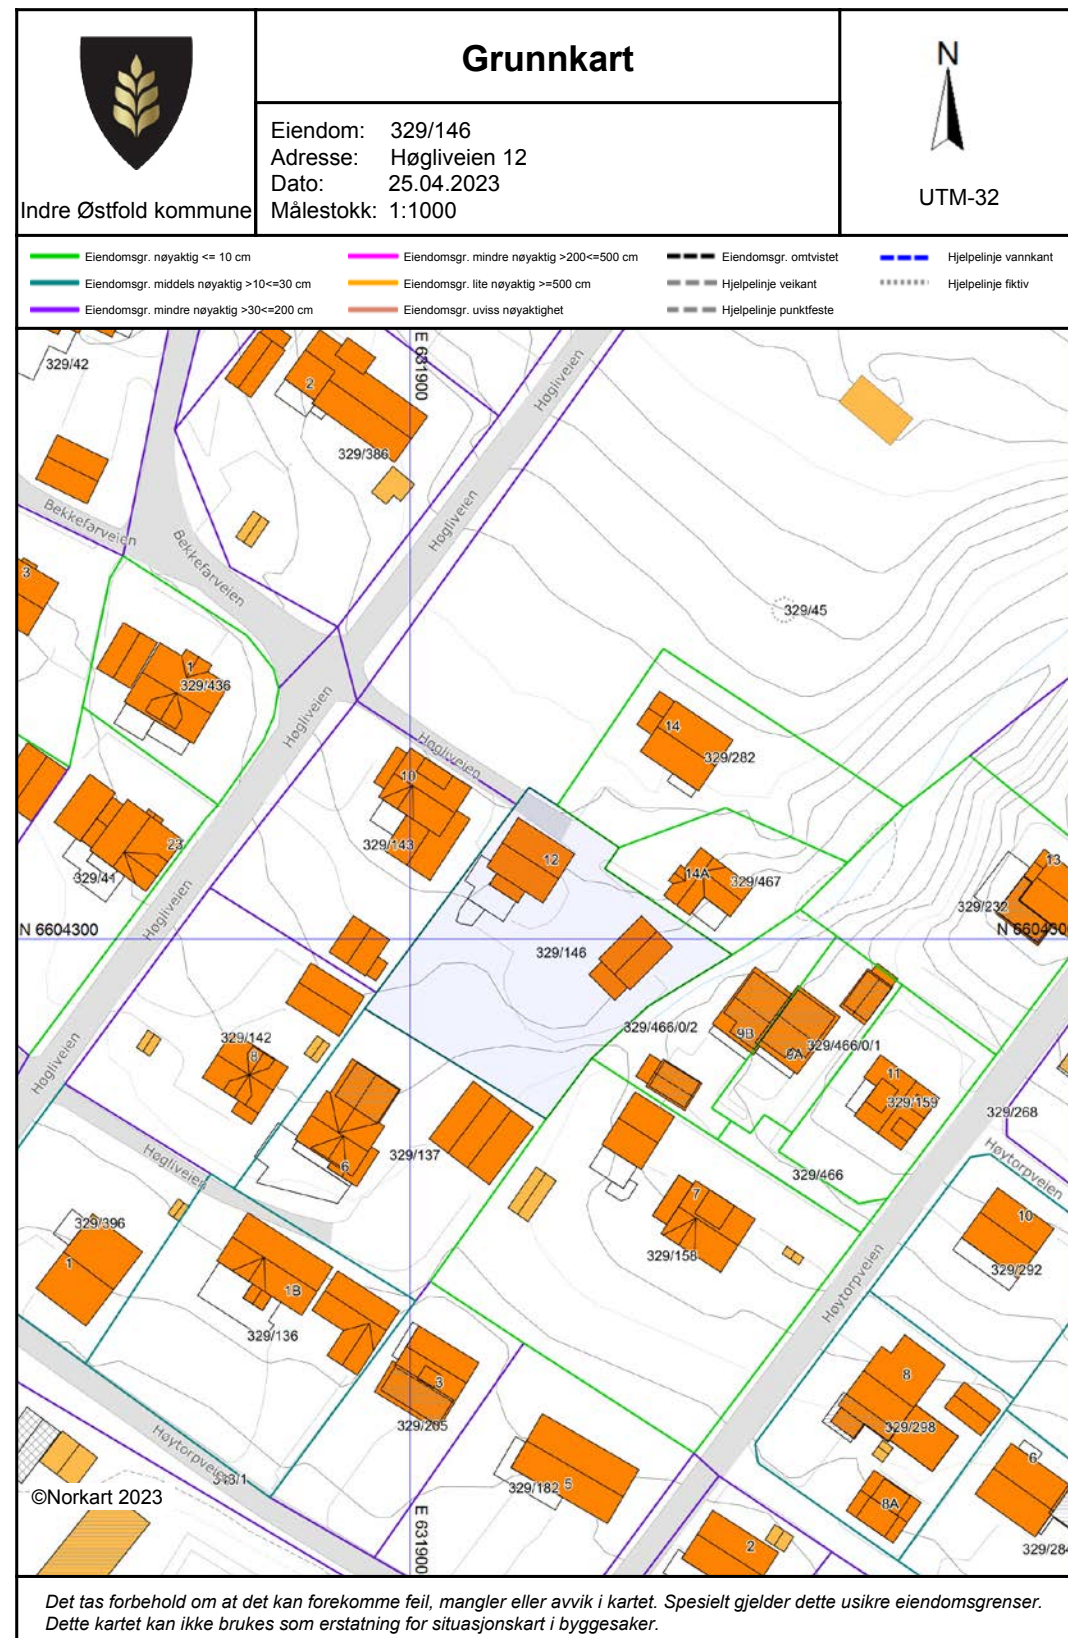 Grunnkart
Indre Østfold kommune
Eiendom: 329/146
Adresse: Høgliveien 12
Dato: 25.04.2023
Målestokk: 1:1000
N
UTM-32
Eiendomsgr. nøyaktig <= 10 cm
Eiendomsgr. middels nøyaktig >10<=30 cm
Eiendomsgr. mindre nøyaktig >30<=200 cm
Eiendomsgr. mindre nøyaktig >200<=500 cm
Eiendomsgr. lite nøyaktig >=500 cm
Eiendomsgr. uviss nøyaktighet
Eiendomsgr. omtvistet
Hjelpelinje veikant
Hjelpelinje punktfeste
Hjelpelinje vannkant
Hjelpelinje fiktiv
329/42
E 631900
Høgliveien
2
329/386
Bekkefarveien
Bekkefarveien
Høgliveien
3
329/45
1
329/436
Høgliveien
14
329/282
Høgliveien
10
329/143
12
23
329/41
14A
329/467
13
329/232
Høgliveien
N 6604300
N 6604300
329/146
329/466/0/2
9B
9A
329/466/0/1
329/142
8
Høgliveien
11
329/159
329/268
Høytorpveien
6
329/137
329/466
Høgliveien
7
329/158
10
329/292
329/396
1
1B
329/136
Høytorpveien
3
329/205
8
329/298
Høytorpveien
343/1
5
329/182
6
8A
©Norkart 2023
E 631900
2
329/284
Det tas forbehold om at det kan forekomme feil, mangler eller avvik i kartet. Spesielt gjelder dette usikre eiendomsgrenser.
Dette kartet kan ikke brukes som erstatning for situasjonskart i byggesaker.